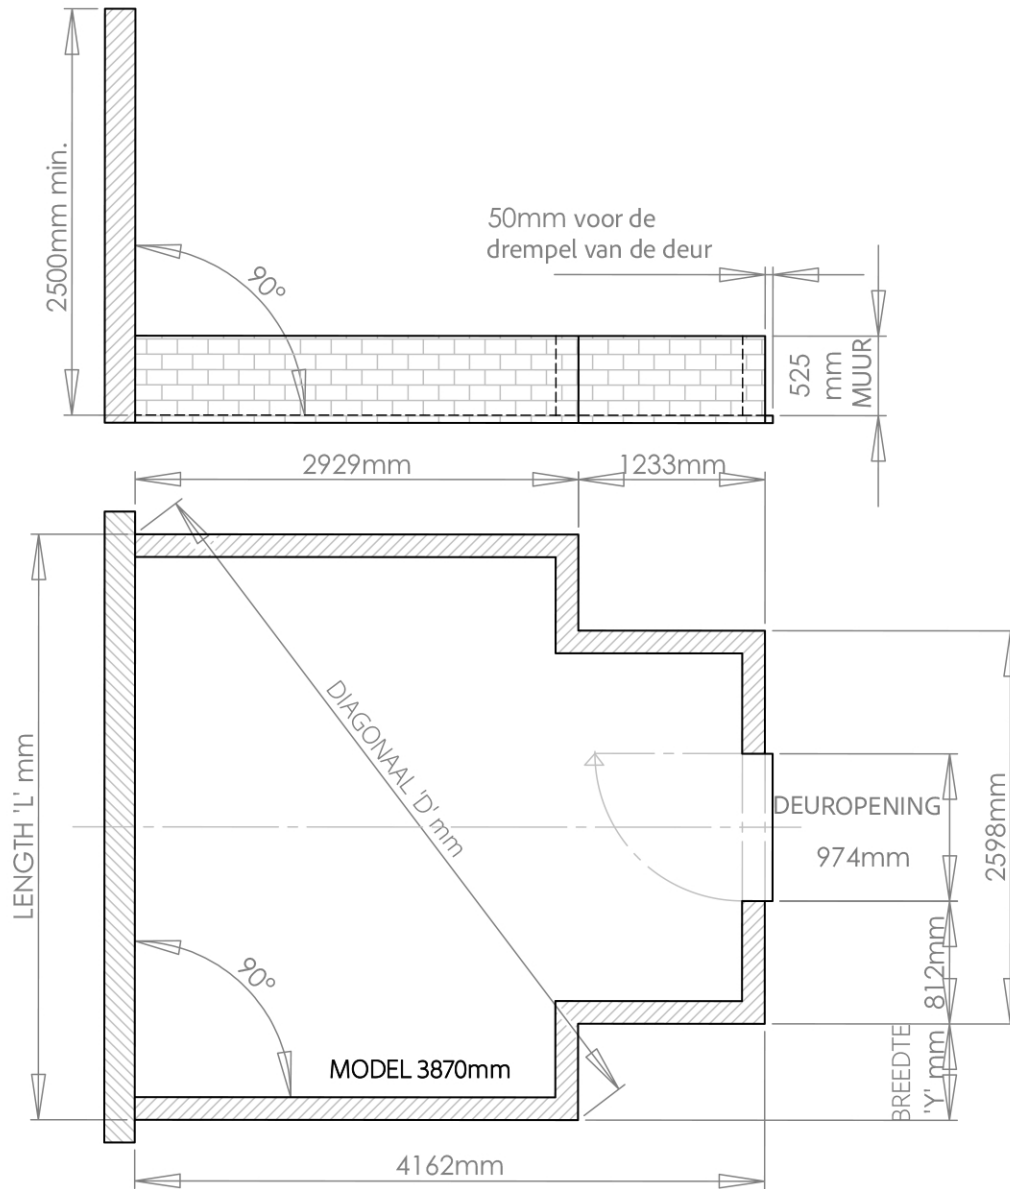 2500mm min.
90°
50mm voor de
drempel van de deur
525
mm
MUUR
2929mm
1233mm
LENGTH 'L' mm
DIAGONAAL 'D' mm
DEUROPENING
974mm
2598mm
812mm
90°
MODEL 3870mm
BREEDTE
'Y' mm
4162mm